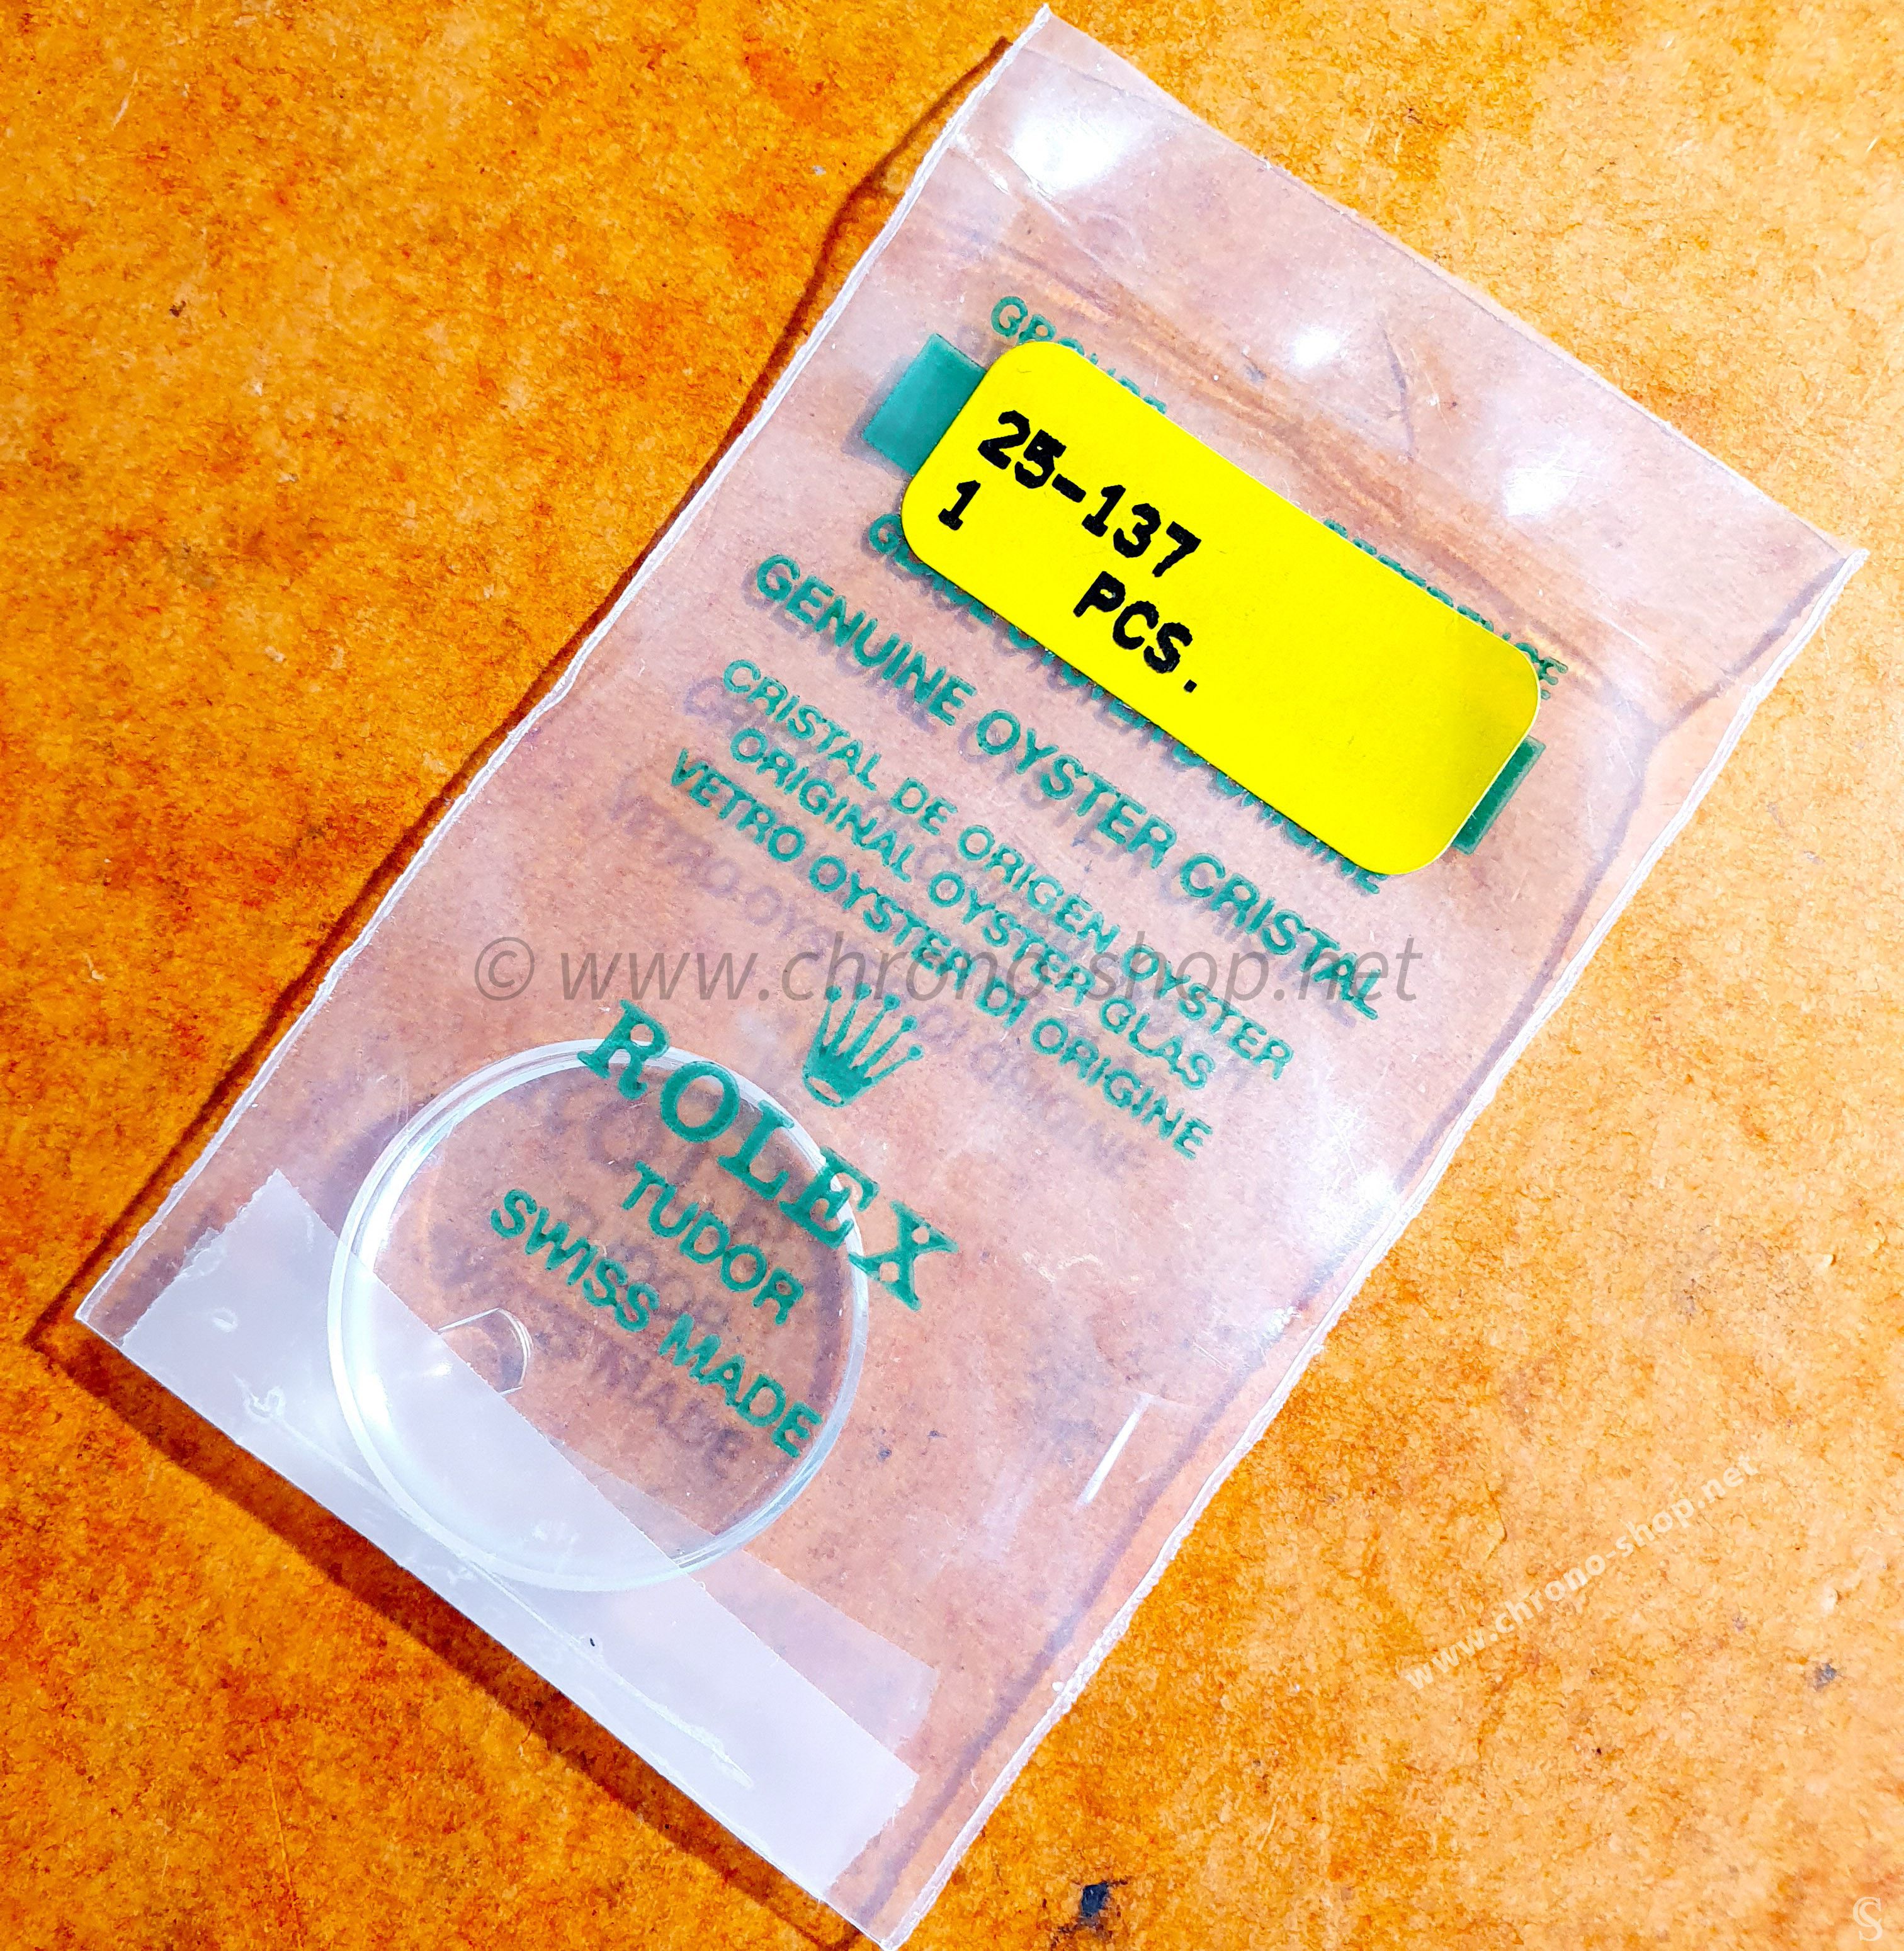 25-137
1 PCS.
GENUINE OYSTER CRISTAL
CRISTAL DE ORIGEN OYSTER
ORIGINAL OYSTER GLAS
VETRO OYSTER DI ORIGINE
© www.chrono-shop.net
ROLEX
TUDOR
SWISS MADE
www.chrono-shop.net